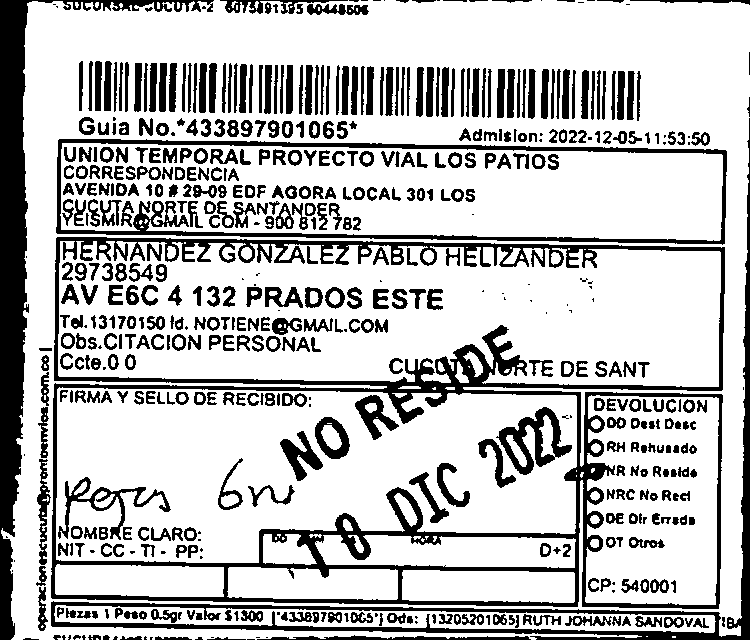 SUCURSAL CUCUTA-2 6075891395 60448506
Guia No.*433897901065*
Admision: 2022-12-05-11:53:50
UNION TEMPORAL PROYECTO VIAL LOS PATIOS
CORRESPONDENCIA
AVENIDA 10 # 29-09 EDF AGORA LOCAL 301 LOS
CUCUTA NORTE DE SANTANDER
YEISMIR@GMAIL COM - 900 812 782
HERNANDEZ GONZALEZ PABLO HELIZANDER
29738549
AV E6C 4 132 PRADOS ESTE
Tel.13170150 Id. NOTIENE@GMAIL.COM
Obs.CITACION PERSONAL
Ccte.0 0
CUCUTA NORTE DE SANT
NO RESIDE
10 DIC 2022
FIRMA Y SELLO DE RECIBIDO:
DEVOLUCION
DD Dest Desc
RH Rehusado
NR No Reside
NRC No Recl
DE Dir Errada
OT Otros
CP: 540001
NOMBRE CLARO:
NIT - CC - TI - PP:
HORA
D+2
operacionescucuta@prontoenvios.com.co
Piezas 1 Peso 0.5gr Valor $1300 [*433897901065*] Ods: [13205201065] RUTH JOHANNA SANDOVAL